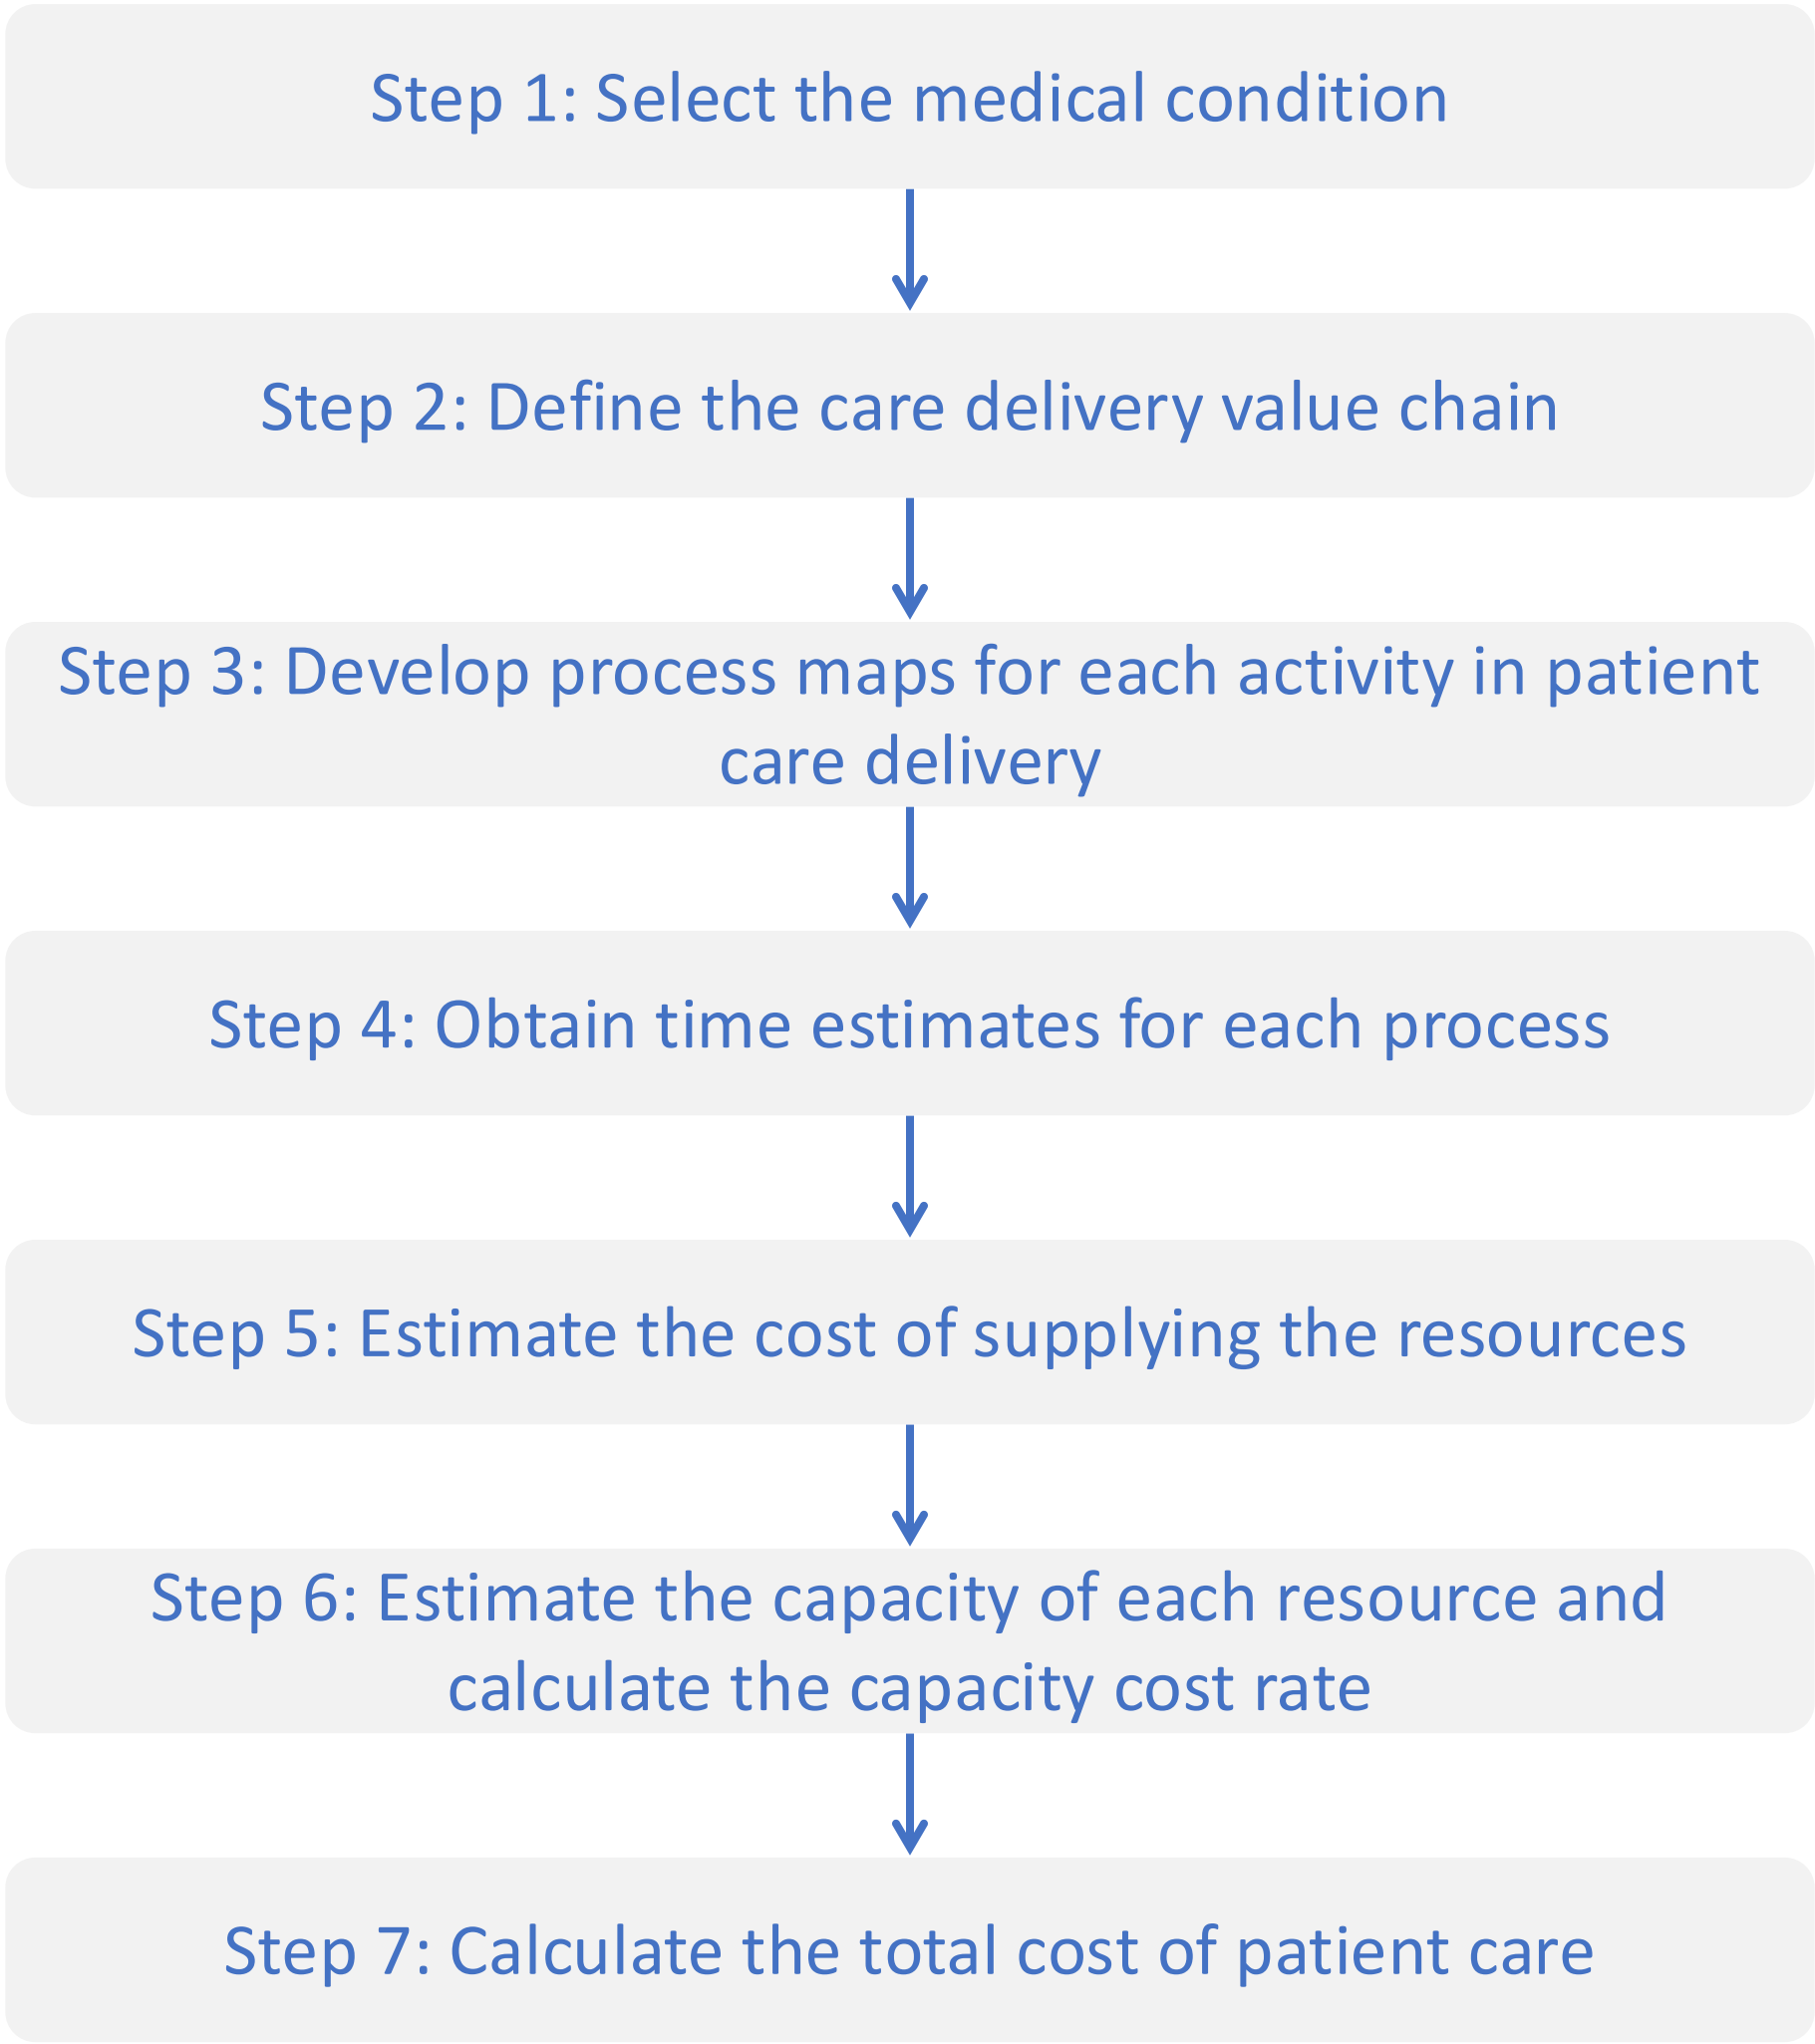 Step 1: Select the medical condition
Step 2: Define the care delivery value chain
Step 3: Develop process maps for each activity in patient
care delivery
Step 4: Obtain time estimates for each process
Step 5: Estimate the cost of supplying the resources
Step 6: Estimate the capacity of each resource and
calculate the capacity cost rate
Step 7: Calculate the total cost of patient care